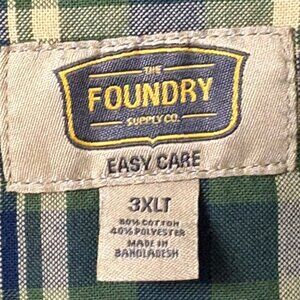 THE
FOUNDRY
SUPPLY CO.
EASY CARE
3XLT
60% COTTON
40% POLYESTER
MADE IN
BANGLADESH